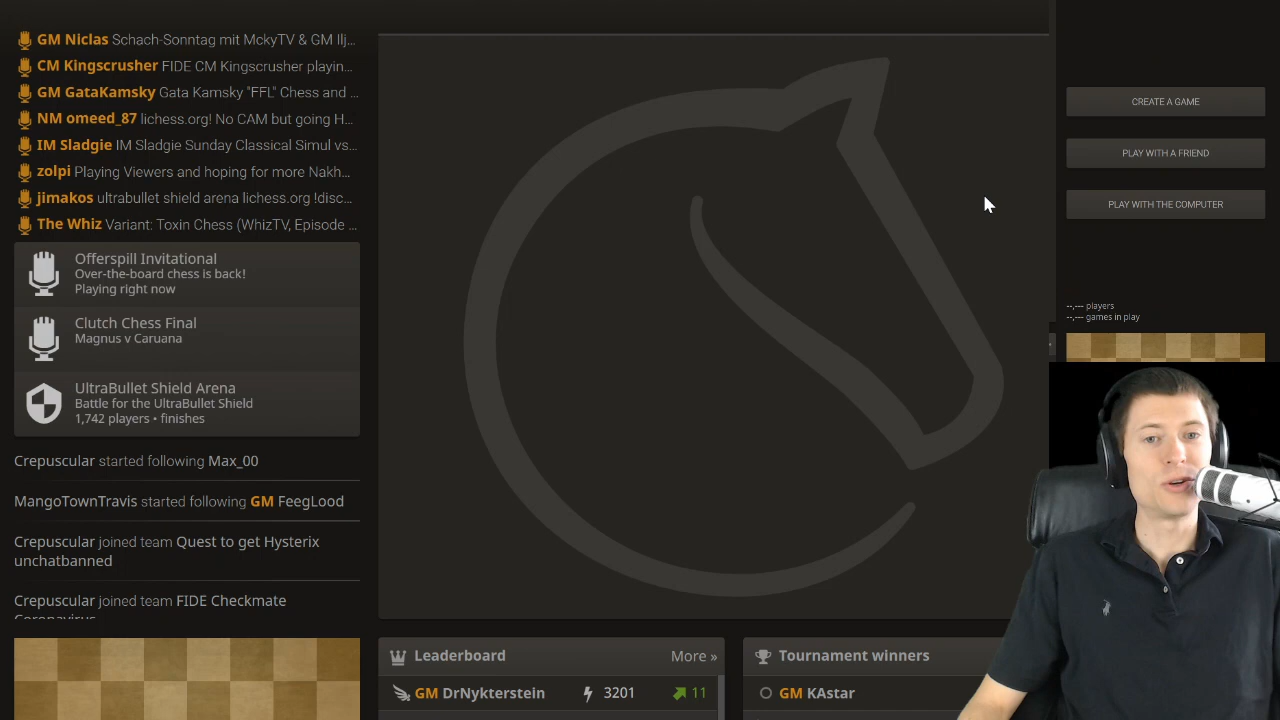 GM Niclas Schach-Sonntag mit MckyTV & GM Ilj...
CM Kingscrusher FIDE CM Kingscrusher playin...
GM GataKamsky Gata Kamsky "FFL" Chess and ...
NM omeed_87 lichess.org! No CAM but going H...
IM Sladgie IM Sladgie Sunday Classical Simul vs...
zolpi Playing Viewers and hoping for more Nakh...
jimakos ultrabullet shield arena lichess.org !disc...
The Whiz Variant: Toxin Chess (WhizTV, Episode ...
Offerspill Invitational
Over-the-board chess is back!
Playing right now
Clutch Chess Final
Magnus v Caruana
UltraBullet Shield Arena
Battle for the UltraBullet Shield
1,742 players • finishes
Crepuscular started following Max_00
MangoTownTravis started following GM FeegLood
Crepuscular joined team Quest to get Hysterix
unchatbanned
Crepuscular joined team FIDE Checkmate
Coronavirus
Leaderboard More »
GM DrNykterstein 3201 11
Tournament winners
GM KAstar
CREATE A GAME
PLAY WITH A FRIEND
PLAY WITH THE COMPUTER
--,--- players
--,--- games in play